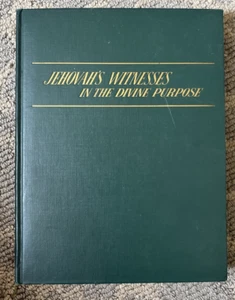 JEHOVAH'S WITNESSES
IN THE DIVINE PURPOSE